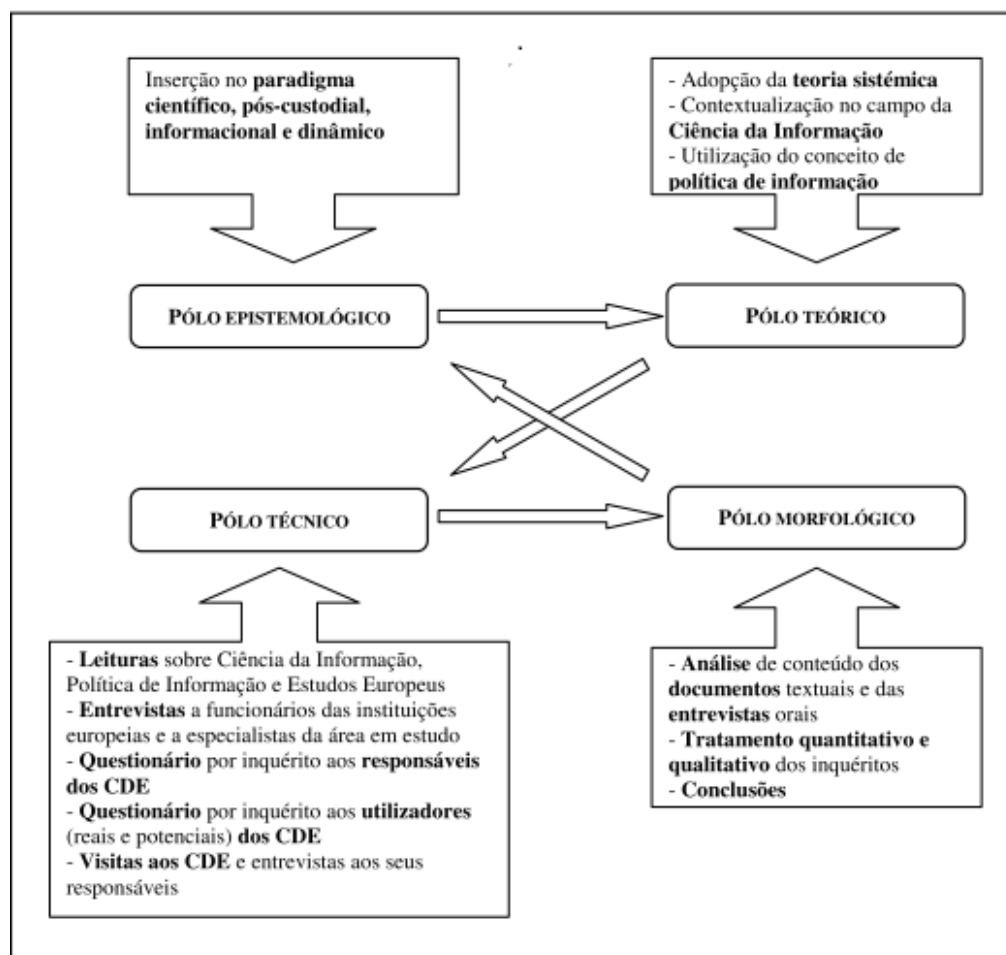 Inserção no paradigma
científico, pós-custodial,
informacional e dinâmico
- Adopção da teoria sistémica
- Contextualização no campo da
Ciência da Informação
- Utilização do conceito de
política de informação
PÓLO EPISTEMOLÓGICO
PÓLO TEÓRICO
PÓLO TÉCNICO
PÓLO MORFOLÓGICO
- Leituras sobre Ciência da Informação,
Política de Informação e Estudos Europeus
- Entrevistas a funcionários das instituições
europeias e a especialistas da área em estudo
- Questionário por inquérito aos responsáveis
dos CDE
- Questionário por inquérito aos utilizadores
(reais e potenciais) dos CDE
- Visitas aos CDE e entrevistas aos seus
responsáveis
- Análise de conteúdo dos
documentos textuais e das
entrevistas orais
- Tratamento quantitativo e
qualitativo dos inquéritos
- Conclusões